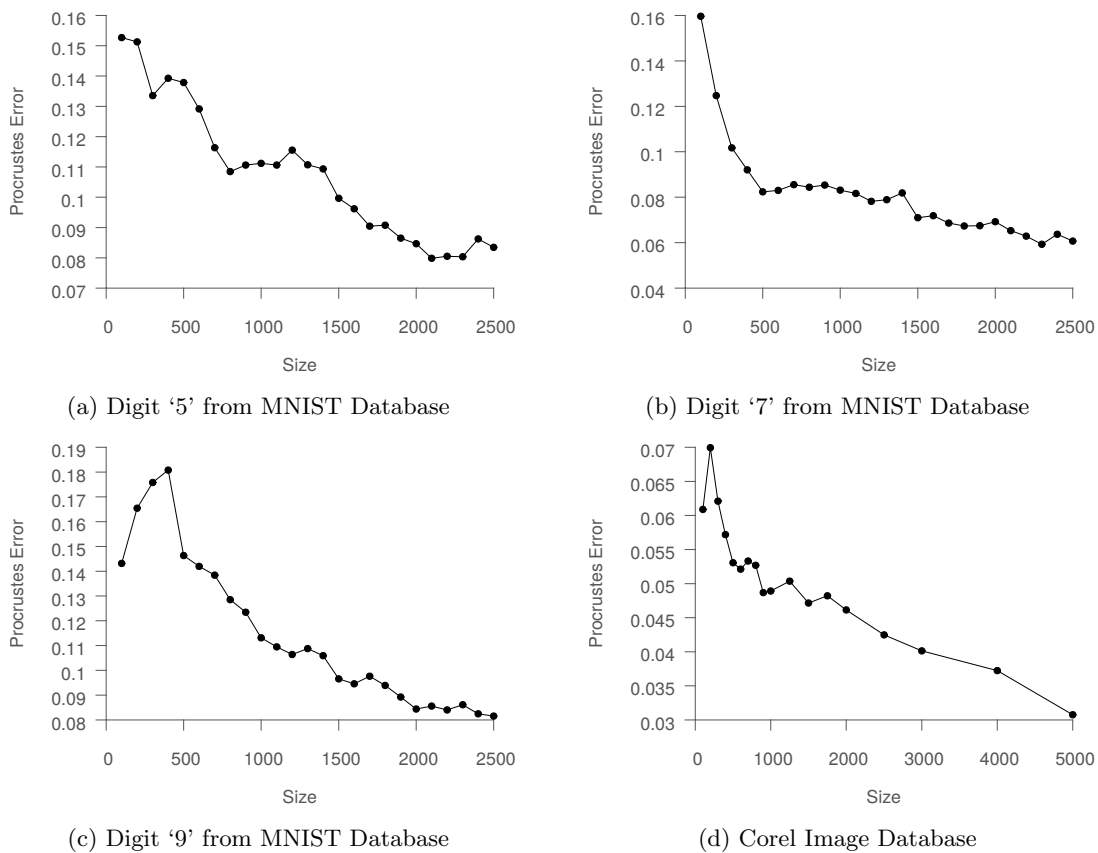 0.16
0.15
0.14
0.13
0.12
0.11
0.1
0.09
0.08
0.07
Procrustes Error
0 500 1000 1500 2000 2500
Size
(a) Digit ‘5’ from MNIST Database
0.16
0.14
0.12
0.1
0.08
0.06
0.04
Procrustes Error
0 500 1000 1500 2000 2500
Size
(b) Digit ‘7’ from MNIST Database
0.19
0.18
0.17
0.16
0.15
0.14
0.13
0.12
0.11
0.1
0.09
0.08
Procrustes Error
0 500 1000 1500 2000 2500
Size
(c) Digit ‘9’ from MNIST Database
0.07
0.065
0.06
0.055
0.05
0.045
0.04
0.035
0.03
Procrustes Error
0 1000 2000 3000 4000 5000
Size
(d) Corel Image Database